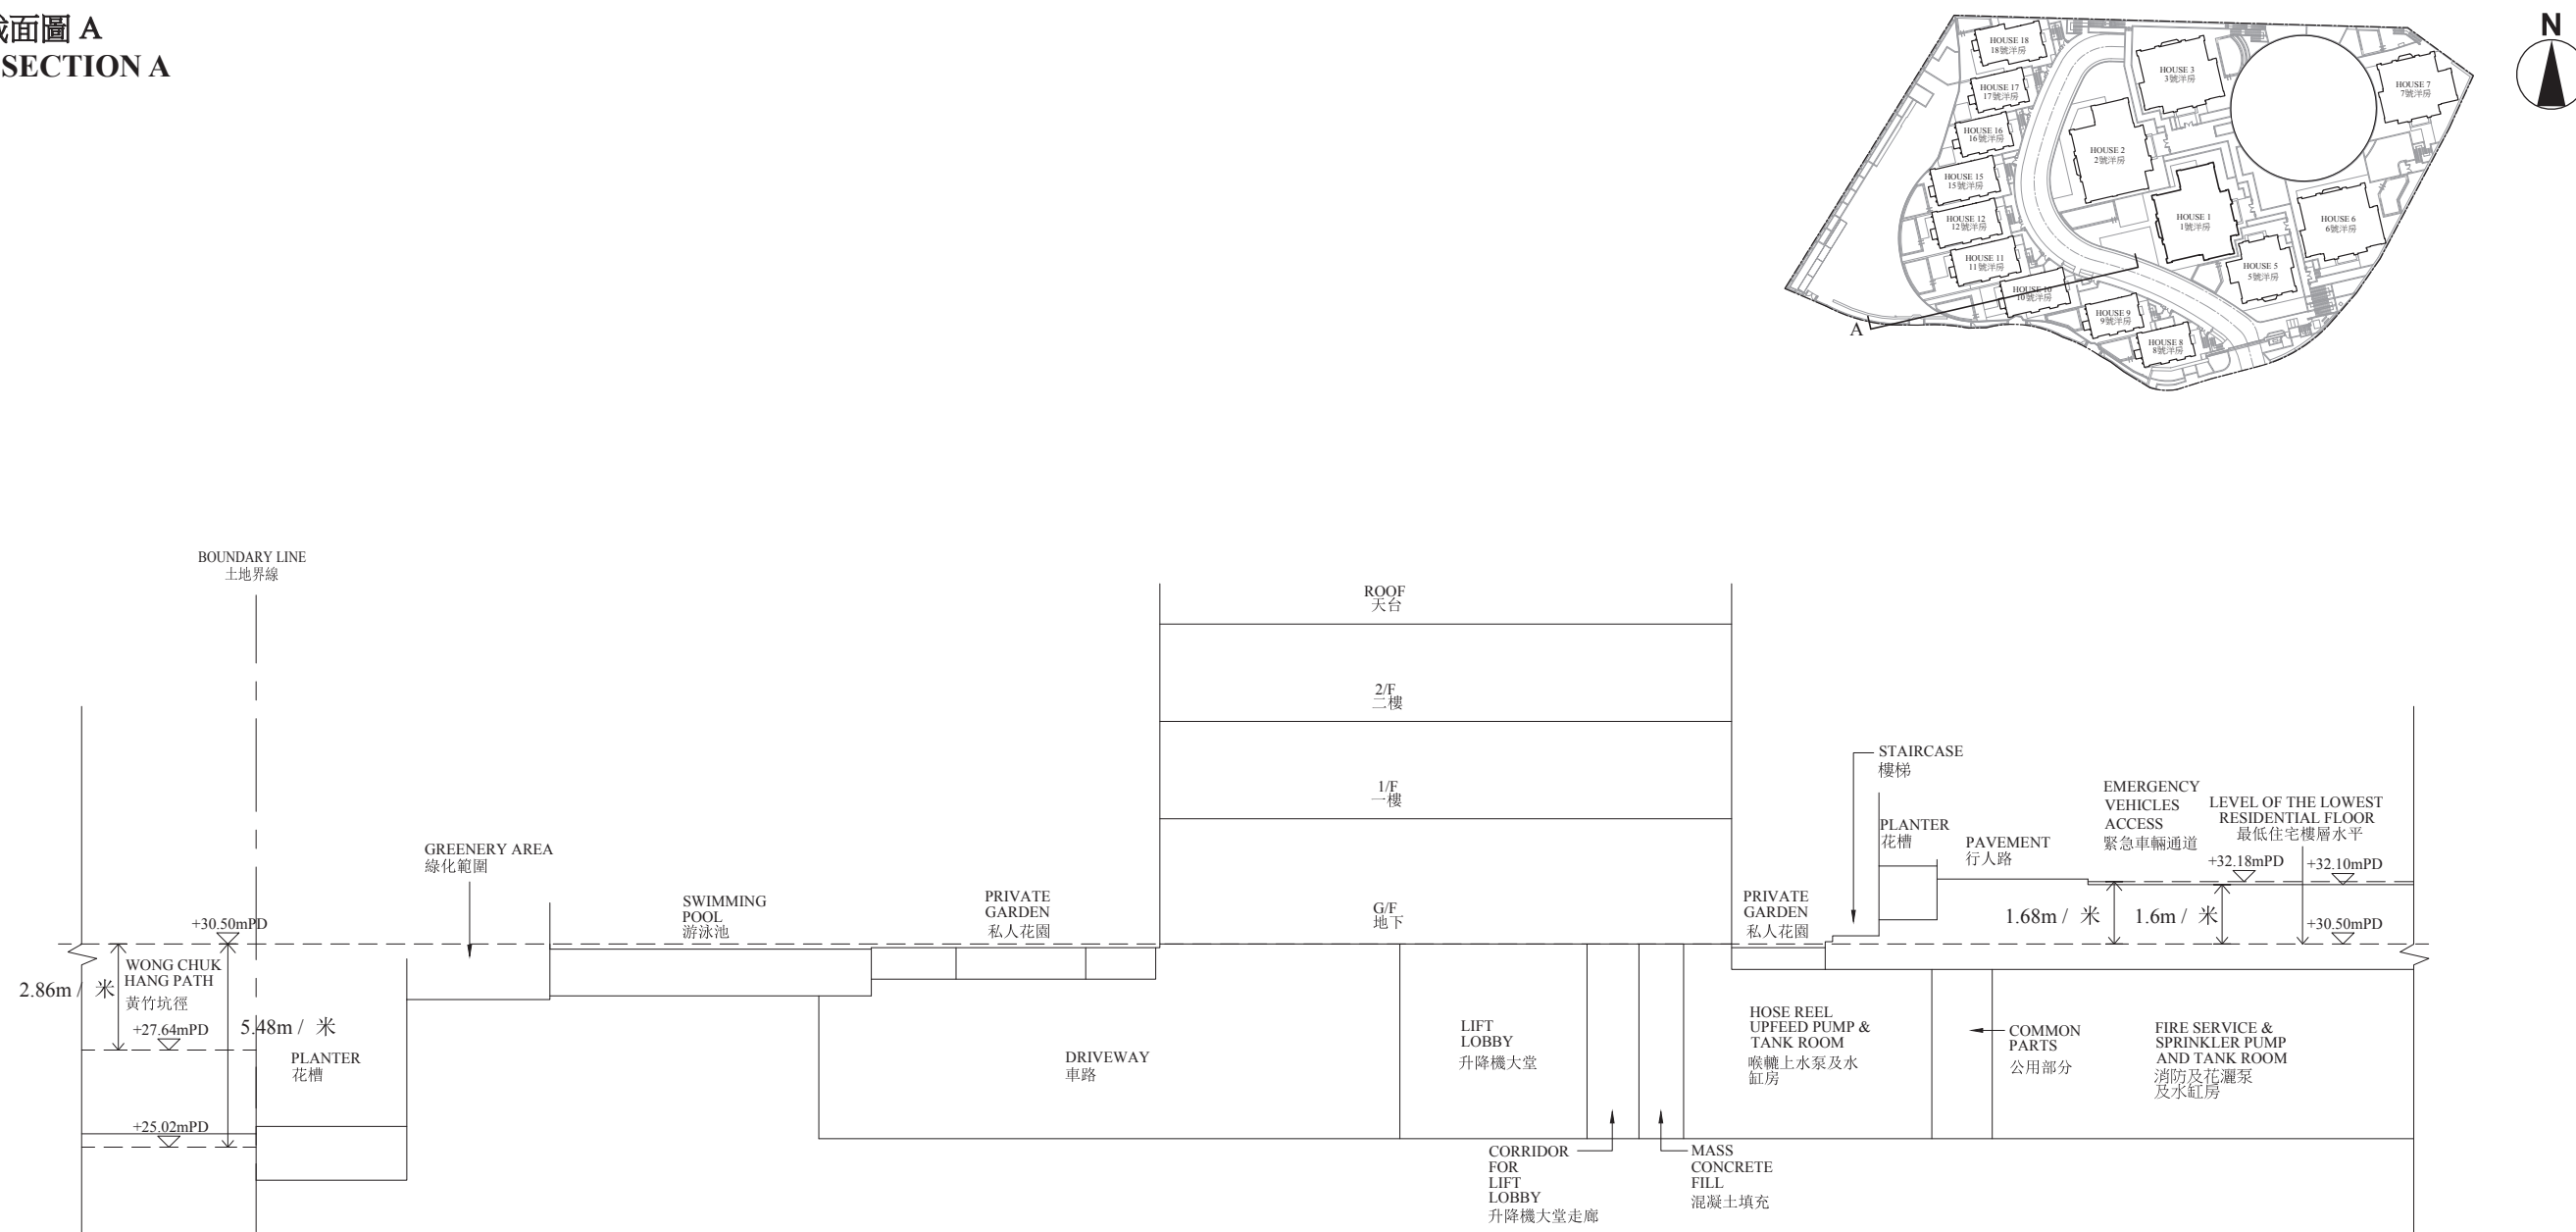 面圖 A
SECTION A
N
HOUSE 18
18號洋房
HOUSE 17
17號洋房
HOUSE 16
16號洋房
HOUSE 15
15號洋房
HOUSE 12
12號洋房
HOUSE 11
11號洋房
HOUSE 10
10號洋房
HOUSE 9
9號洋房
HOUSE 8
8號洋房
HOUSE 3
3號洋房
HOUSE 2
2號洋房
HOUSE 1
1號洋房
HOUSE 7
7號洋房
HOUSE 6
6號洋房
HOUSE 5
5號洋房
A
BOUNDARY LINE
土地界線
ROOF
天台
2/F
二樓
1/F
一樓
G/F
地下
GREENERY AREA
綠化範圍
SWIMMING
POOL
游泳池
PRIVATE
GARDEN
私人花園
PRIVATE
GARDEN
私人花園
STAIRCASE
樓梯
PLANTER
花槽
PAVEMENT
行人路
EMERGENCY
VEHICLES
ACCESS
緊急車輛通道
LEVEL OF THE LOWEST
RESIDENTIAL FLOOR
最低住宅樓層水平
+32.18mPD
+32.10mPD
1.68m / 米
1.6m / 米
+30.50mPD
+30.50mPD
WONG CHUK
HANG PATH
黃竹坑徑
2.86m / 米
+27.64mPD
5.48m / 米
PLANTER
花槽
+25.02mPD
DRIVEWAY
車路
LIFT
LOBBY
升降機大堂
HOSE REEL
UPFEED PUMP &
TANK ROOM
喉轆上水泵及水
缸房
COMMON
PARTS
公用部分
FIRE SERVICE &
SPRINKLER PUMP
AND TANK ROOM
消防及花灑泵
及水缸房
CORRIDOR
FOR
LIFT
LOBBY
升降機大堂走廊
MASS
CONCRETE
FILL
混凝土填充